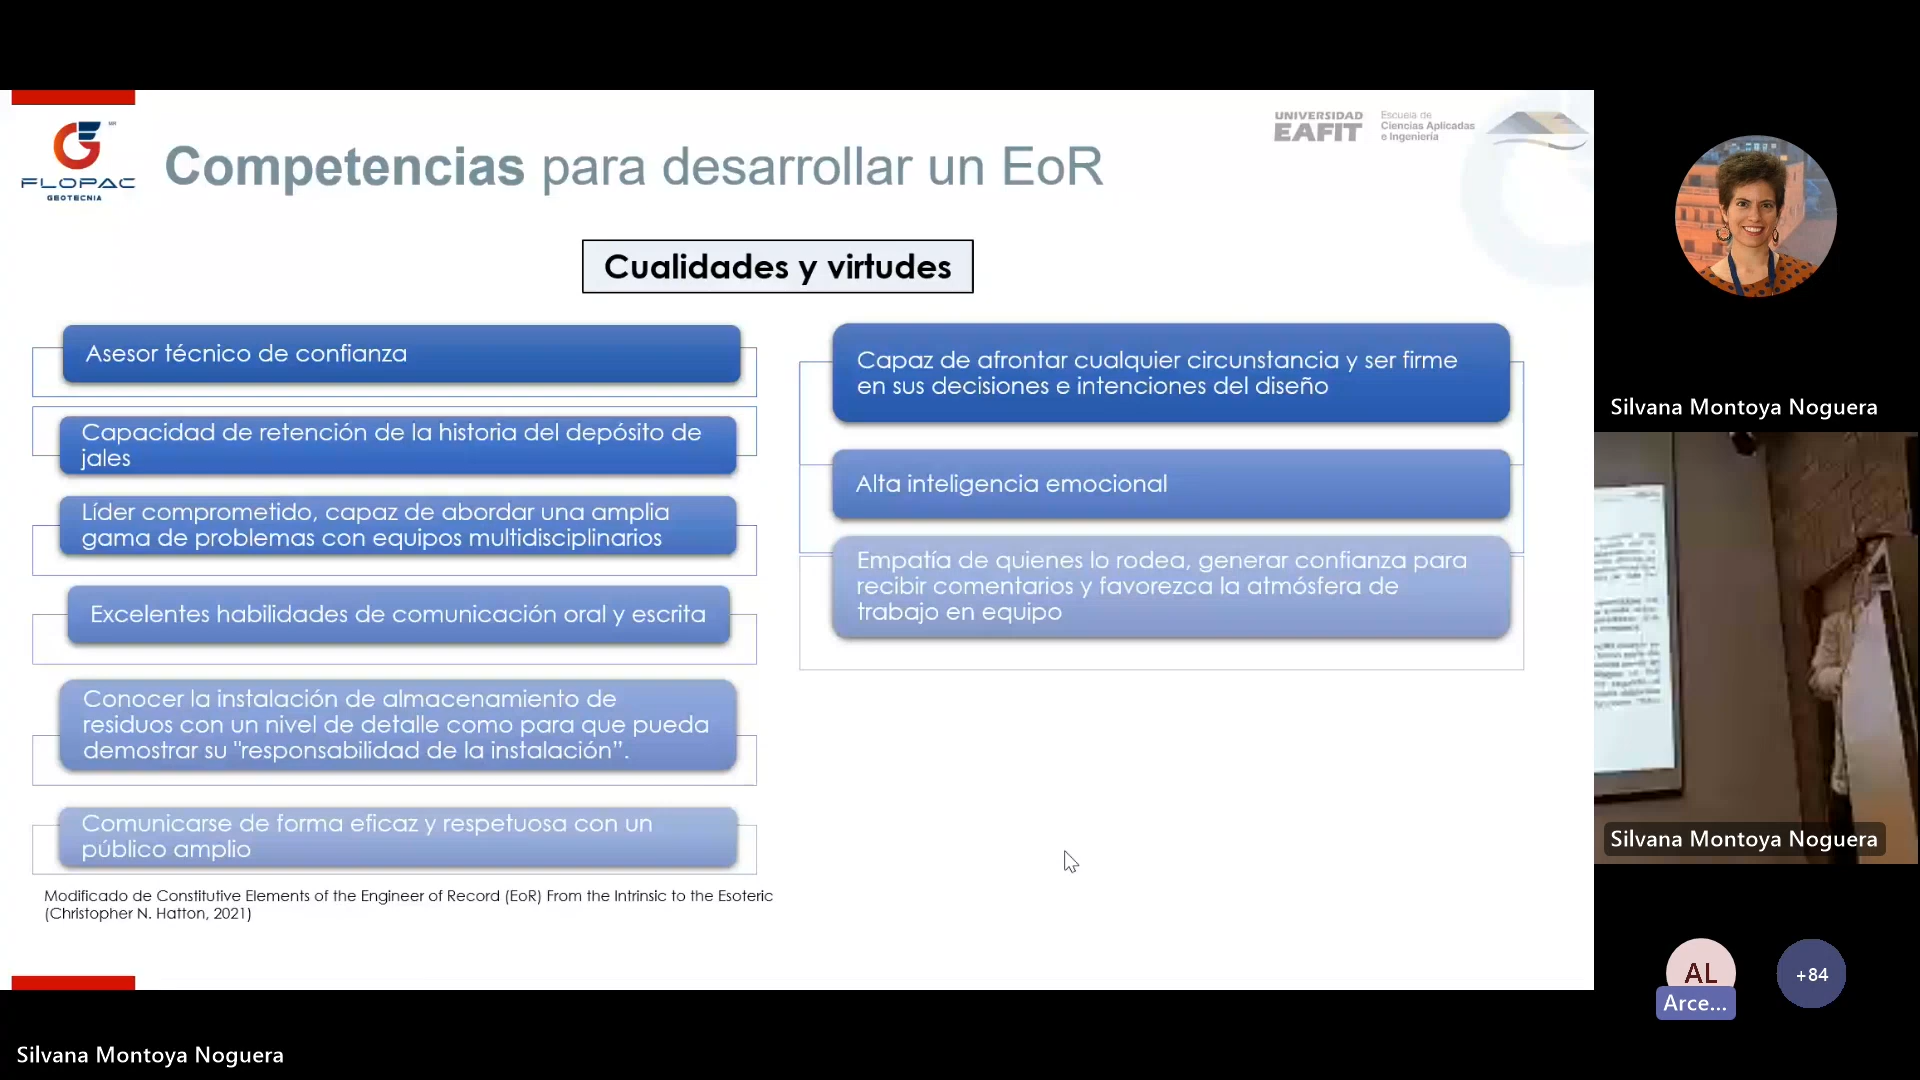 FLOPAC
GEOTECNIA
Competencias para desarrollar un EoR
UNIVERSIDAD
EAFIT
Escuela de
Ciencias Aplicadas
e Ingeniería
Cualidades y virtudes
Asesor técnico de confianza
Capacidad de retención de la historia del depósito de
jales
Líder comprometido, capaz de abordar una amplia
gama de problemas con equipos multidisciplinarios
Excelentes habilidades de comunicación oral y escrita
Conocer la instalación de almacenamiento de
residuos con un nivel de detalle como para que pueda
demostrar su "responsabilidad de la instalación”.
Comunicarse de forma eficaz y respetuosa con un
público amplio
Capaz de afrontar cualquier circunstancia y ser firme
en sus decisiones e intenciones del diseño
Alta inteligencia emocional
Empatía de quienes lo rodea, generar confianza para
recibir comentarios y favorezca la atmósfera de
trabajo en equipo
Modificado de Constitutive Elements of the Engineer of Record (EoR) From the Intrinsic to the Esoteric
(Christopher N. Hatton, 2021)
Silvana Montoya Noguera
Silvana Montoya Noguera
AL
Arce...
+84
Silvana Montoya Noguera